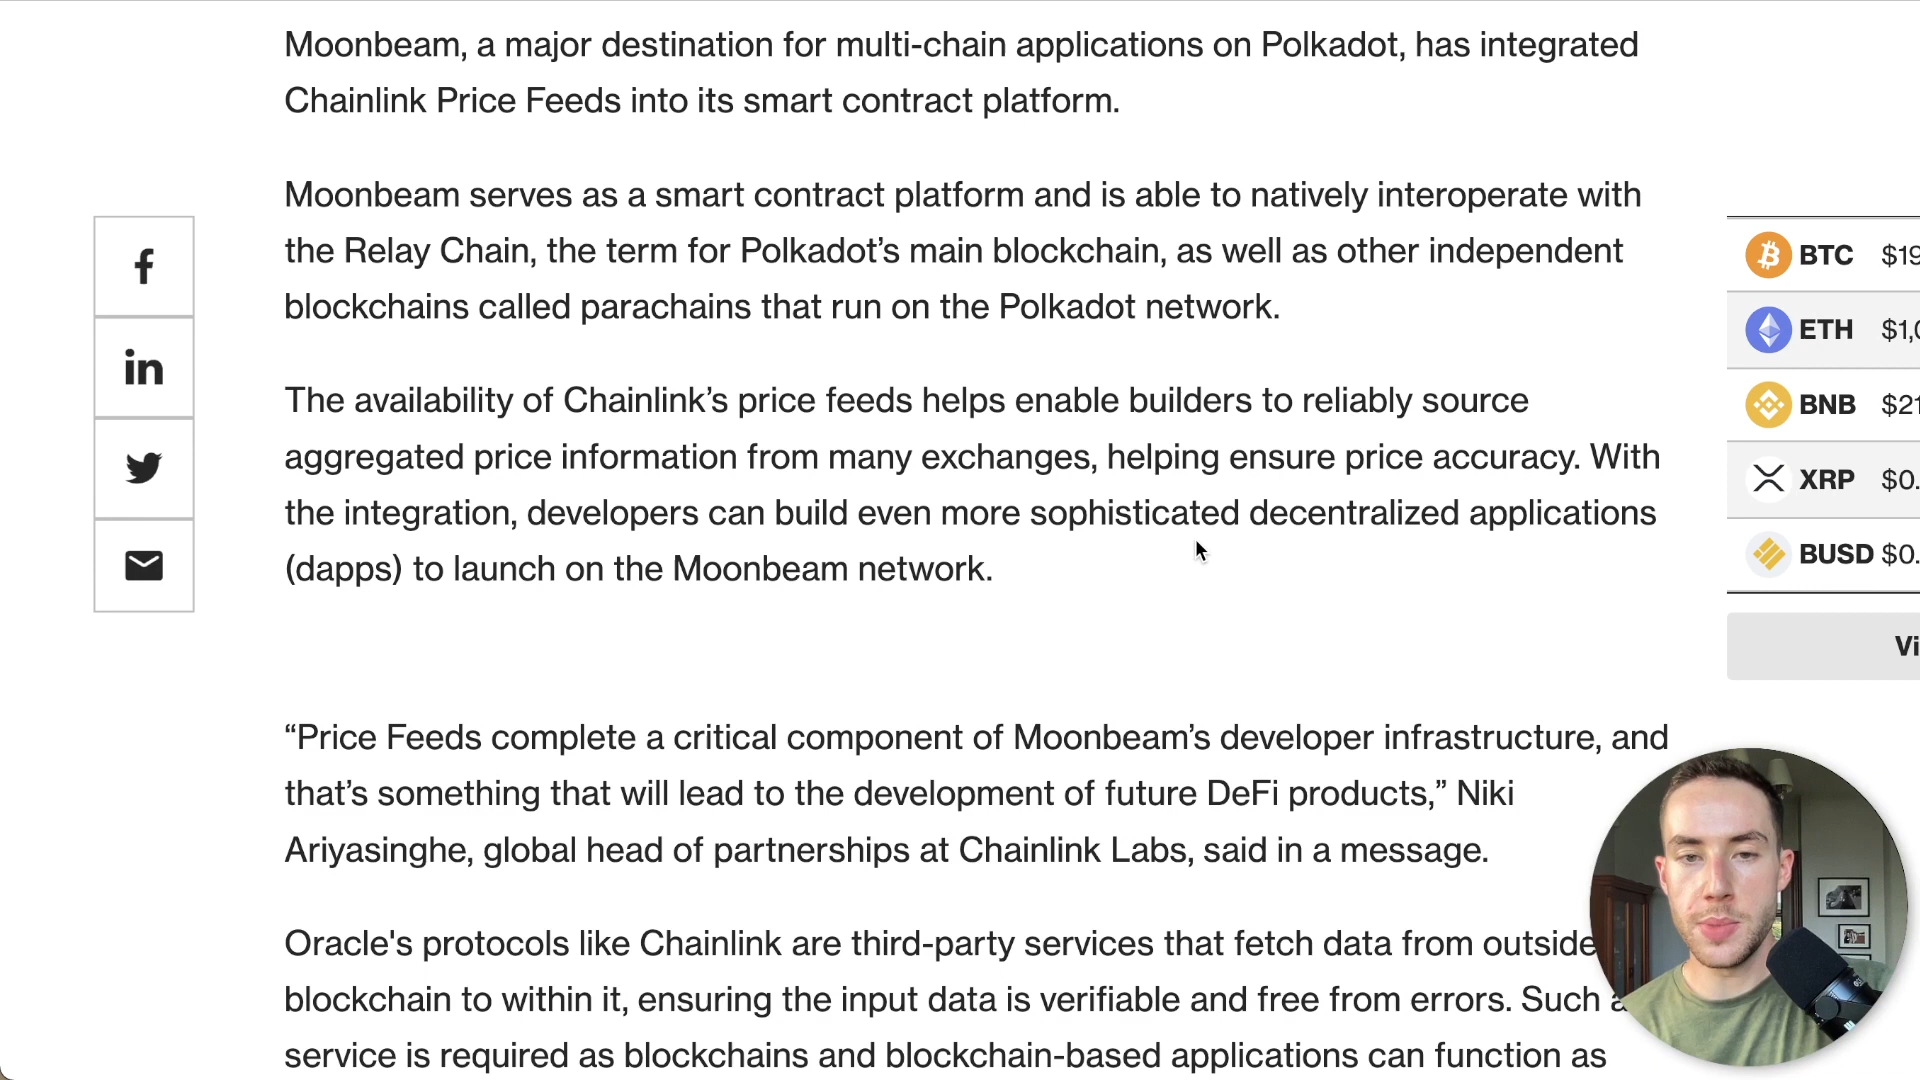 Moonbeam, a major destination for multi-chain applications on Polkadot, has integrated
Chainlink Price Feeds into its smart contract platform.
Moonbeam serves as a smart contract platform and is able to natively interoperate with
the Relay Chain, the term for Polkadot’s main blockchain, as well as other independent
blockchains called parachains that run on the Polkadot network.
The availability of Chainlink’s price feeds helps enable builders to reliably source
aggregated price information from many exchanges, helping ensure price accuracy. With
the integration, developers can build even more sophisticated decentralized applications
(dapps) to launch on the Moonbeam network.
“Price Feeds complete a critical component of Moonbeam’s developer infrastructure, and
that’s something that will lead to the development of future DeFi products,” Niki
Ariyasinghe, global head of partnerships at Chainlink Labs, said in a message.
Oracle's protocols like Chainlink are third-party services that fetch data from outside
blockchain to within it, ensuring the input data is verifiable and free from errors. Such
service is required as blockchains and blockchain-based applications can function as
f
in
BTC $19
ETH $1,
BNB $21
XRP $0.
BUSD $0.